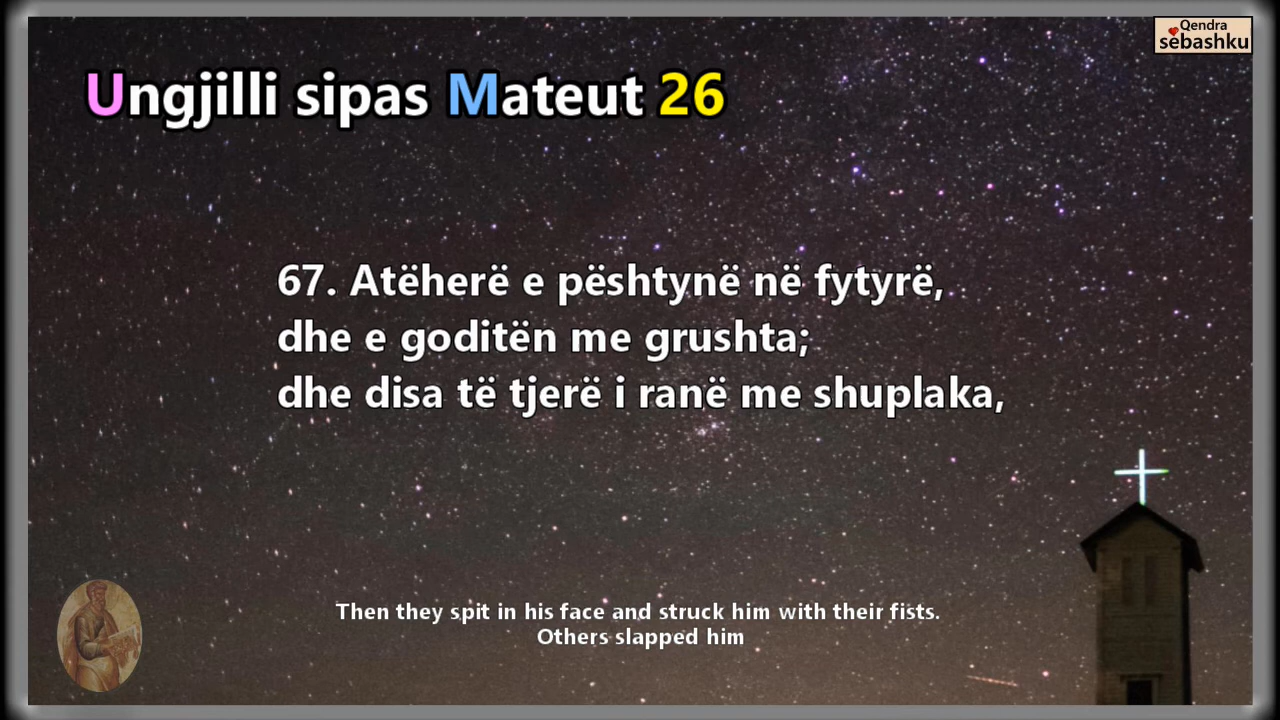 Qendra
sëbashku
Ungjilli sipas Mateut 26
67. Atëherë e pështynë në fytyrë,
dhe e goditën me grushta;
dhe disa të tjerë i ranë me shuplaka,
Then they spit in his face and struck him with their fists.
Others slapped him